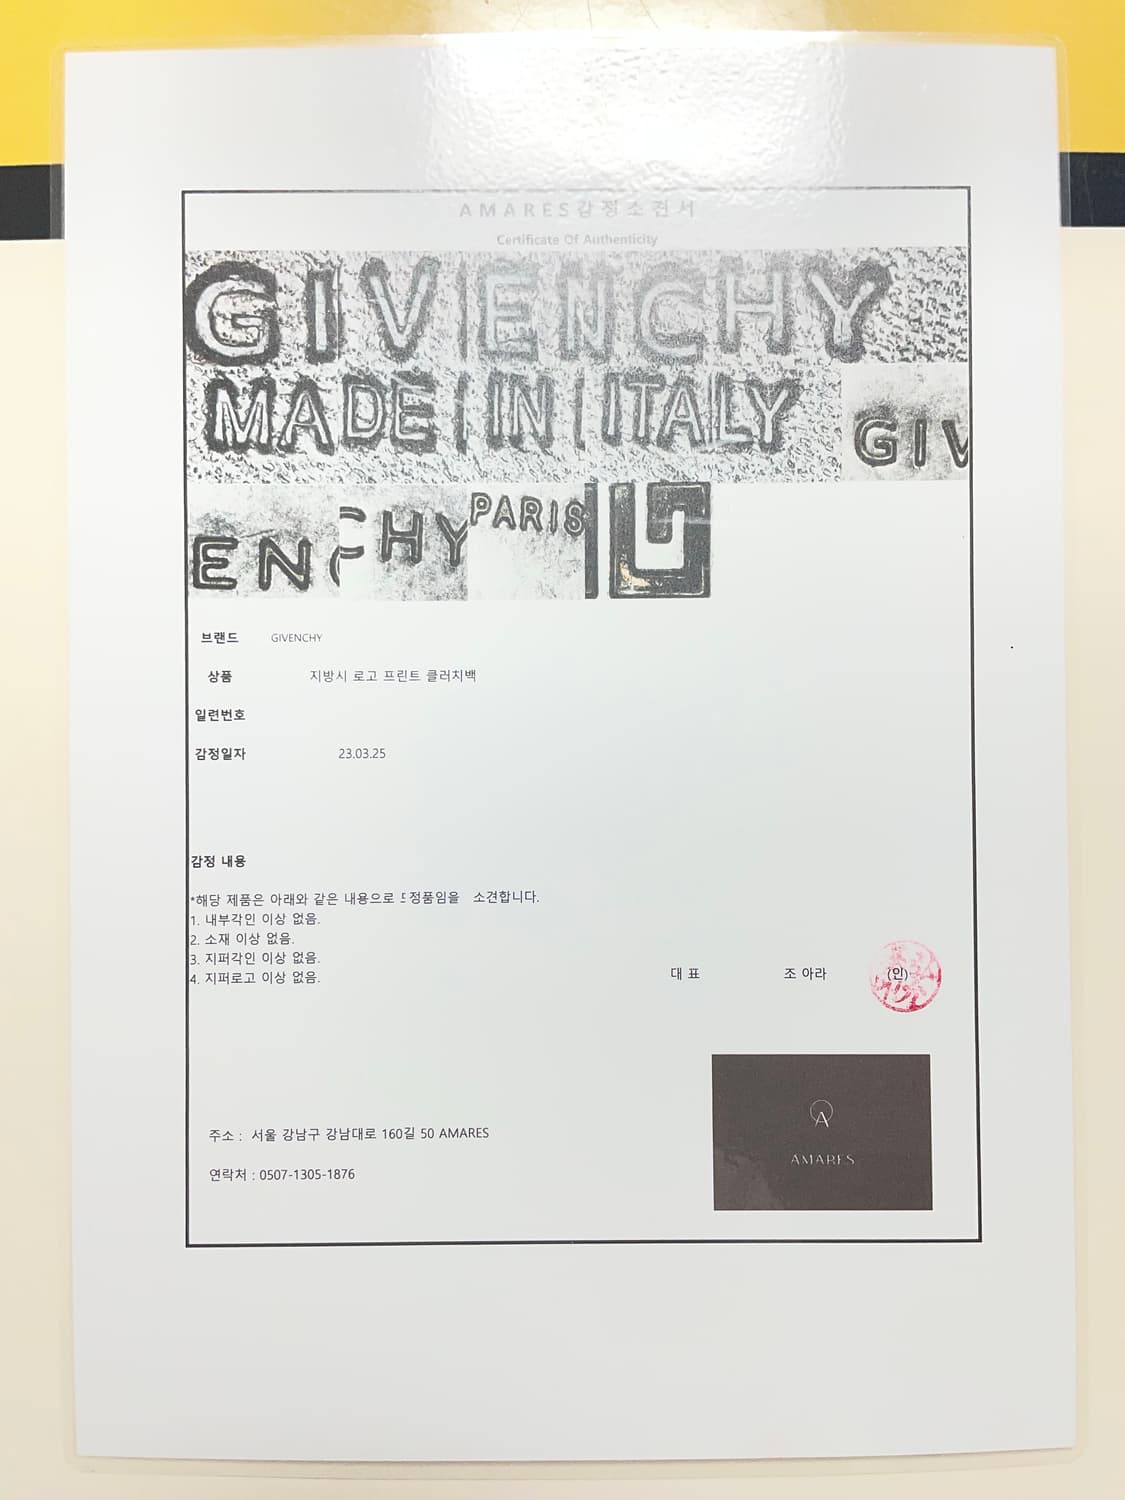 AMARES감정소견서
Certificate Of Authenticity
GIVENCHY
MADE IN ITALY
GIV
ENCHY
PARIS
브랜드 GIVENCHY
상품 지방시 로고 프린트 클러치백
일련번호
감정일자 23.03.25
감정 내용
*해당 제품은 아래와 같은 내용으로 정품임을 소견합니다.
1. 내부각인 이상 없음.
2. 소재 이상 없음.
3. 지퍼각인 이상 없음.
4. 지퍼로고 이상 없음.
대 표 조 아라 (인)
주소 : 서울 강남구 강남대로 160길 50 AMARES
연락처 : 0507-1305-1876
A
AMARES